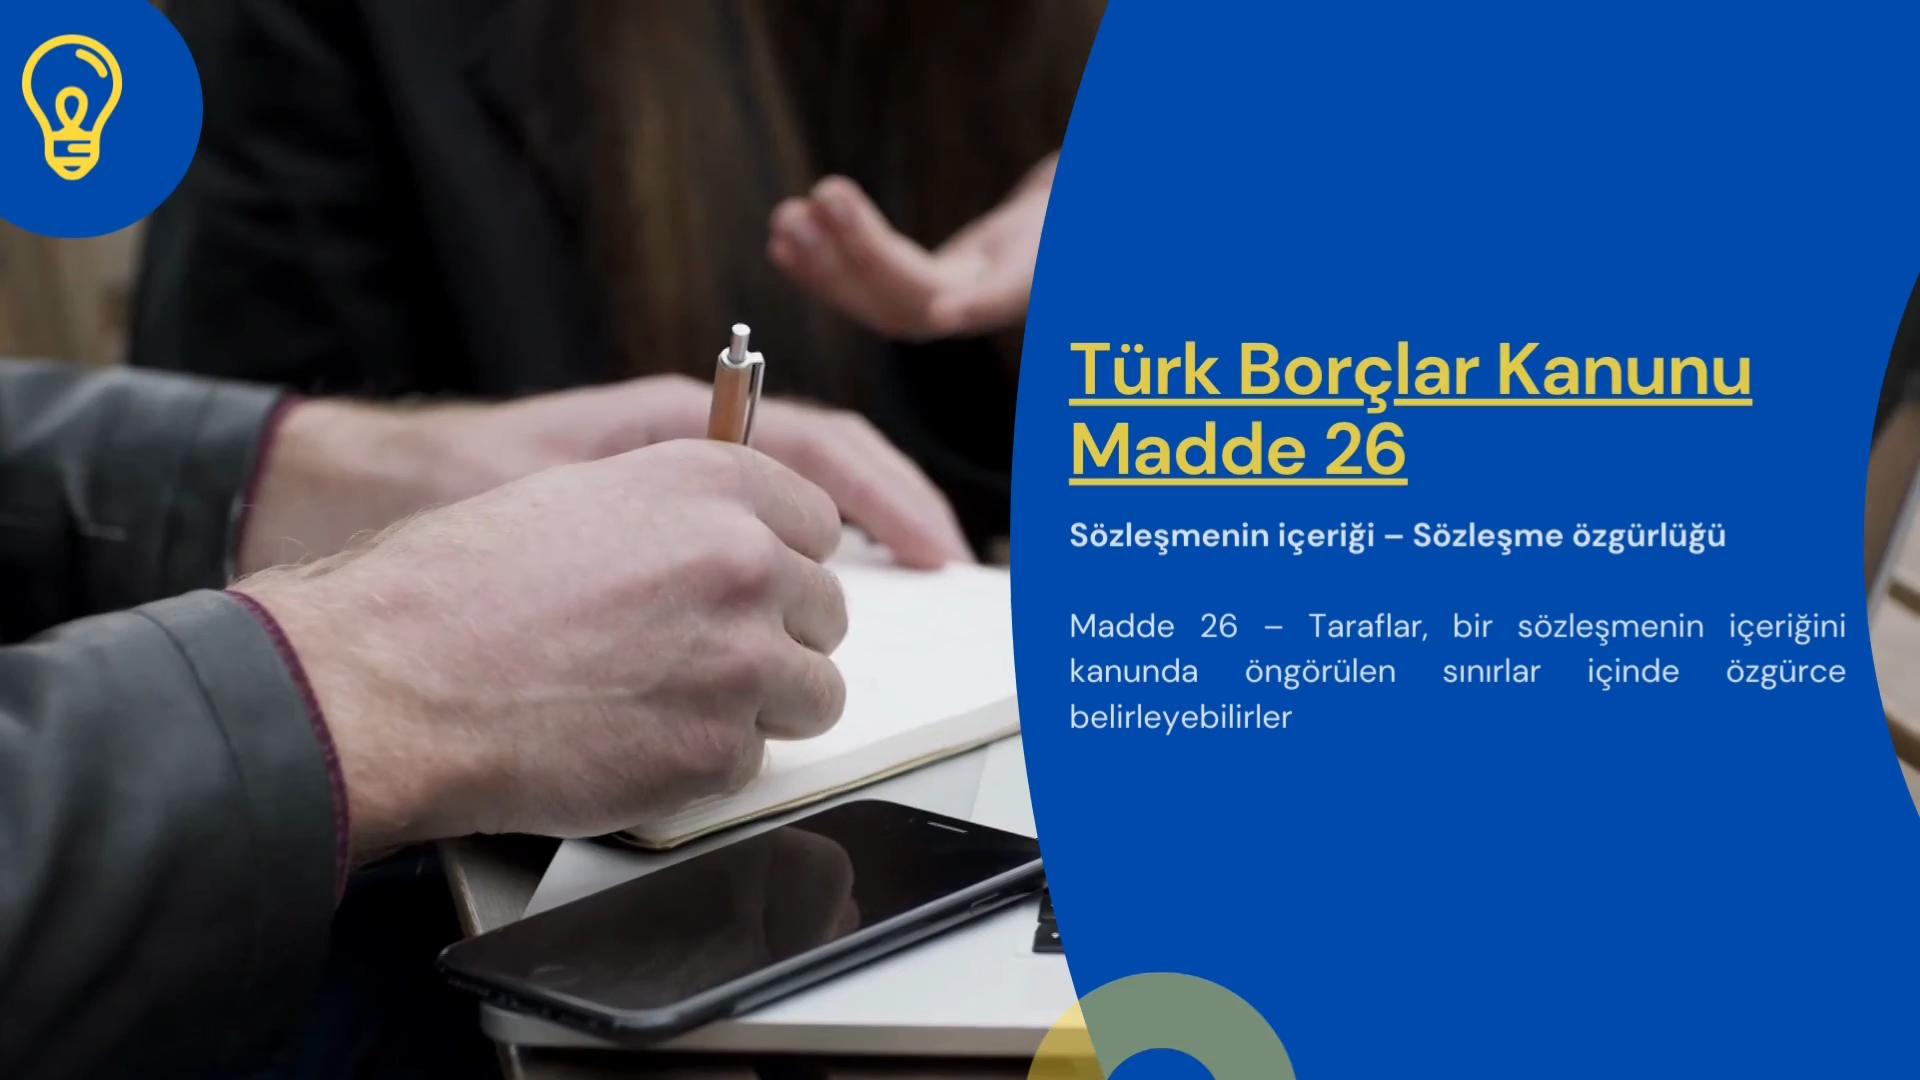 Türk Borçlar Kanunu
Madde 26
Sözleşmenin içeriği – Sözleşme özgürlüğü
Madde 26 – Taraflar, bir sözleşmenin içeriğini
kanunda öngörülen sınırlar içinde özgürce
belirleyebilirler